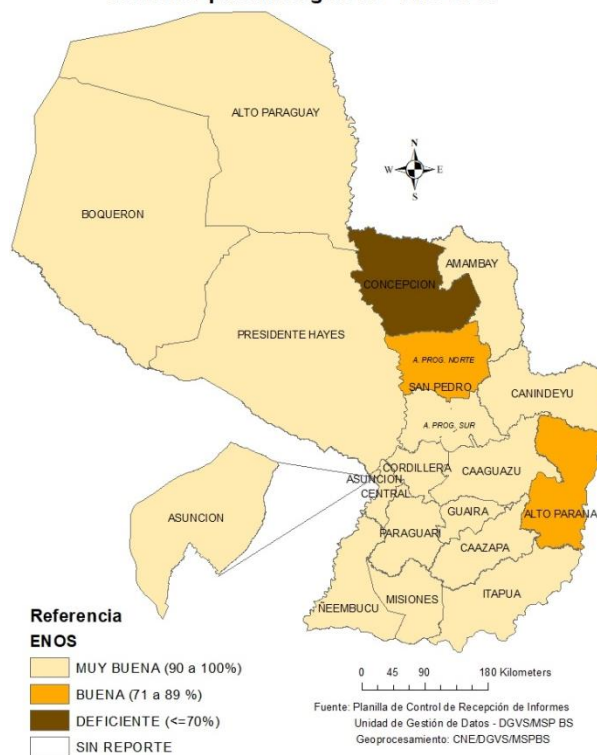 ALTO PARAGUAY
N
W E
S
BOQUERON
AMAMBAY
CONCEPCION
PRESIDENTE HAYES
A. PROG. NORTE
SAN PEDRO
CANINDEYU
A. PROG. SUR
CORDILLERA
CAAGUAZU
ASUNCION
CENTRAL
ASUNCION
GUAIRA
ALTO PARANA
PARAGUARI
CAAZAPA
ITAPUA
MISIONES
ÑEEMBUCU
Referencia
ENOS
MUY BUENA (90 a 100%)
BUENA (71 a 89 %)
DEFICIENTE (<=70%)
SIN REPORTE
0 45 90 180 Kilometers
Fuente: Planilla de Control de Recepción de Informes
Unidad de Gestión de Datos - DGVS/MSP BS
Geoprocesamiento: CNE/DGVS/MSPBS